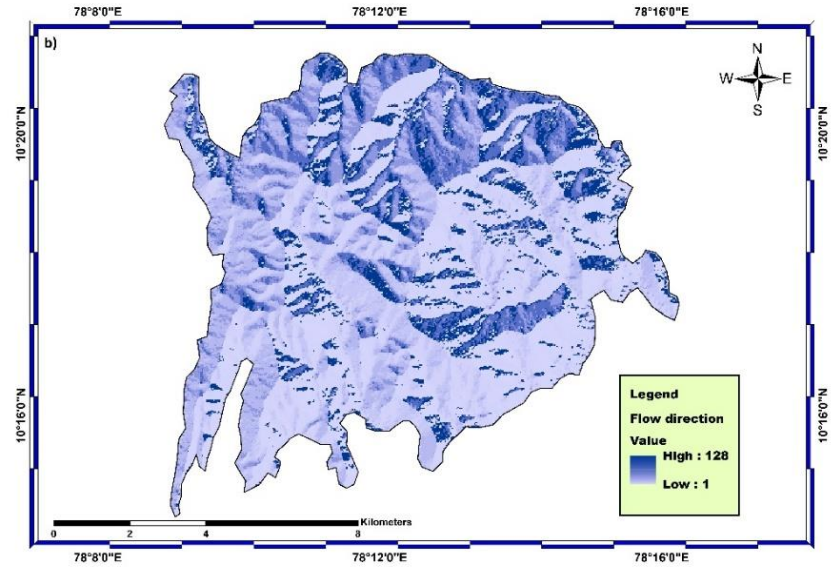 78°8'0"E 78°12'0"E 78°16'0"E
b)
N
W E
S
10°20'0"N 10°20'0"N
10°16'0"N 10°16'0"N
Legend
Flow direction
Value
High : 128
Low : 1
Kilometers
0 2 4 8
78°8'0"E 78°12'0"E 78°16'0"E